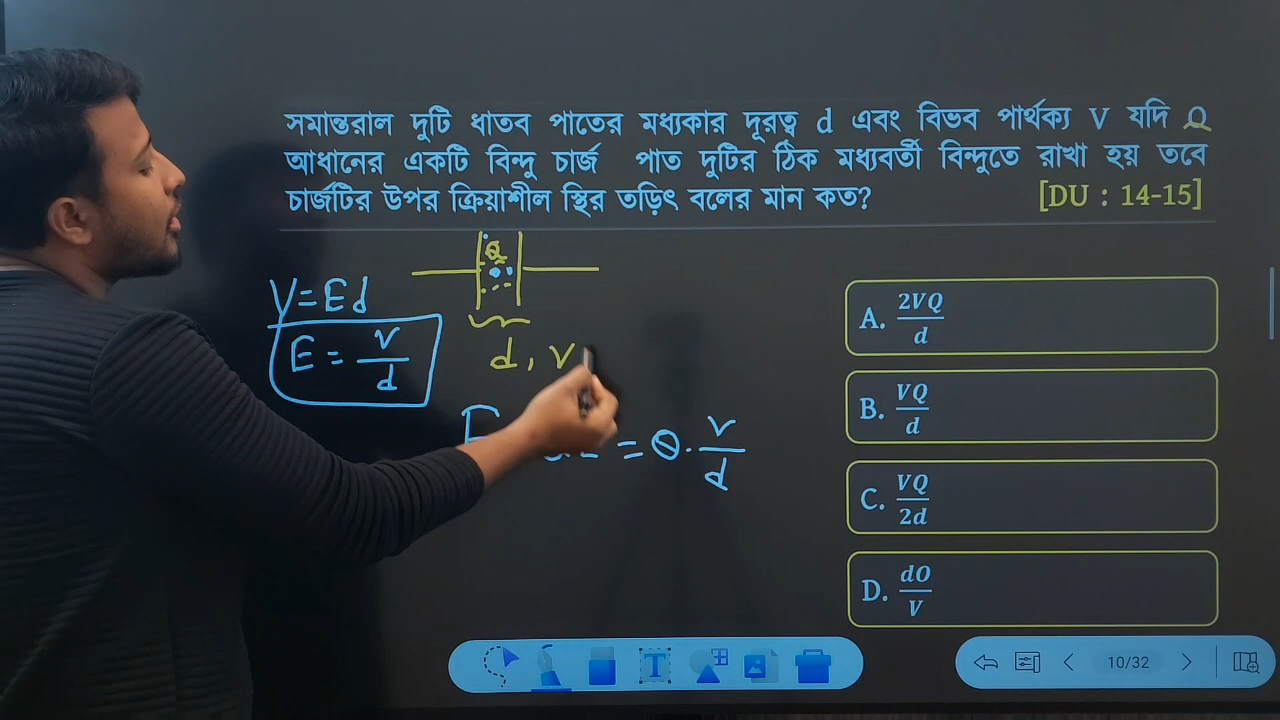 সমান্তরাল দুটি ধাতব পাতের মধ্যকার দূরত্ব d এবং বিভব পার্থক্য V যদি Q
আধানের একটি বিন্দু চার্জ পাত দুটির ঠিক মধ্যবর্তী বিন্দুতে রাখা হয় তবে
চার্জটির উপর ক্রিয়াশীল স্থির তড়িৎ বলের মান কত? [DU : 14-15]
Q
V=Ed
E = V/d
d, V
F = Q. V/d
A. 2VQ/d
B. VQ/d
C. VQ/2d
D. dO/V
T
10/32